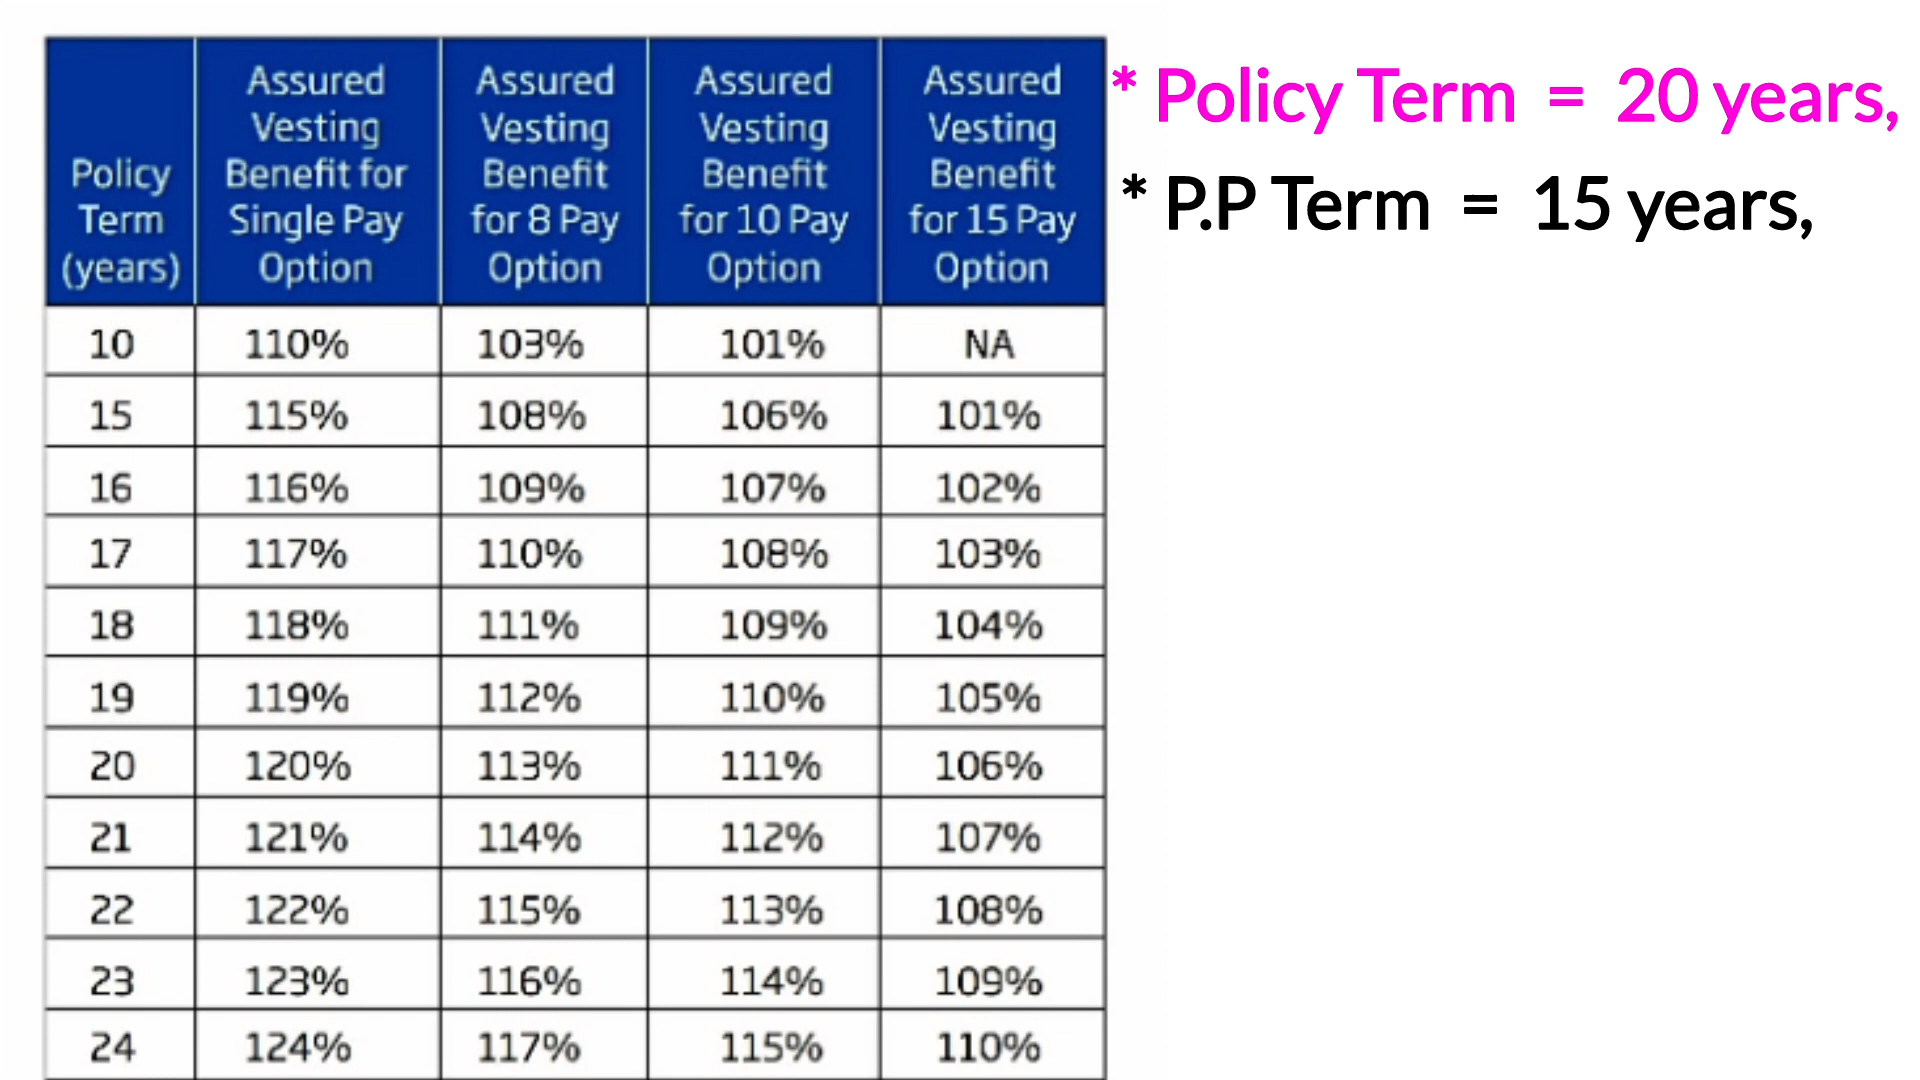 Policy Term (years) Assured Vesting Benefit for Single Pay Option Assured Vesting Benefit for 8 Pay Option Assured Vesting Benefit for 10 Pay Option Assured Vesting Benefit for 15 Pay Option
10 110% 103% 101% NA
15 115% 108% 106% 101%
16 116% 109% 107% 102%
17 117% 110% 108% 103%
18 118% 111% 109% 104%
19 119% 112% 110% 105%
20 120% 113% 111% 106%
21 121% 114% 112% 107%
22 122% 115% 113% 108%
23 123% 116% 114% 109%
24 124% 117% 115% 110%
* Policy Term = 20 years,
* P.P Term = 15 years,